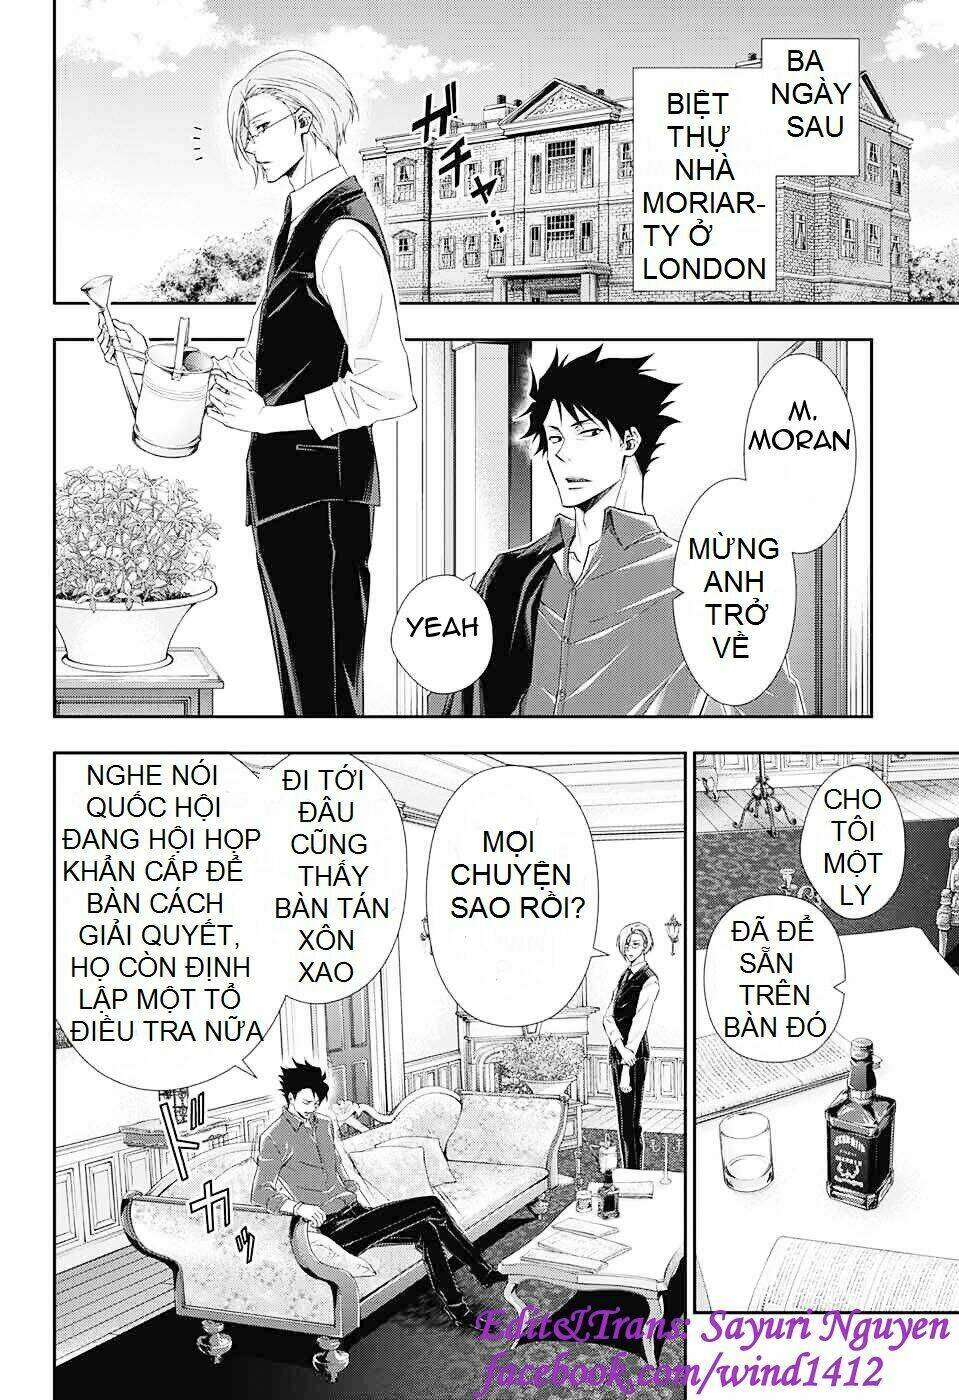 BA
NGÀY
SAU
BIỆT
THỰ
NHÀ
MORIAR-
TY Ở
LONDON
ガ
チャ…
M.
MORAN
MỪNG
ANH
TRỞ
VỀ
YEAH
CHO
TÔI
MỘT
LY
ĐÃ ĐỂ
SẴN
TRÊN
BÀN ĐÓ
MỌI
CHUYỆN
SAO RỒI?
ĐI TỚI
ĐÂU
CŨNG
THẤY
BÀN TÁN
XÔN
XAO
NGHE NÓI
QUỐC HỘI
ĐANG HỘI HỌP
KHẨN CẤP ĐỂ
BÀN CÁCH
GIẢI QUYẾT,
HỌ CÒN ĐỊNH
LẬP MỘT TỔ
ĐIỀU TRA NỮA
ドカッ
Edit&Trans: Sayuri Nguyen
facebook.com/wind1412